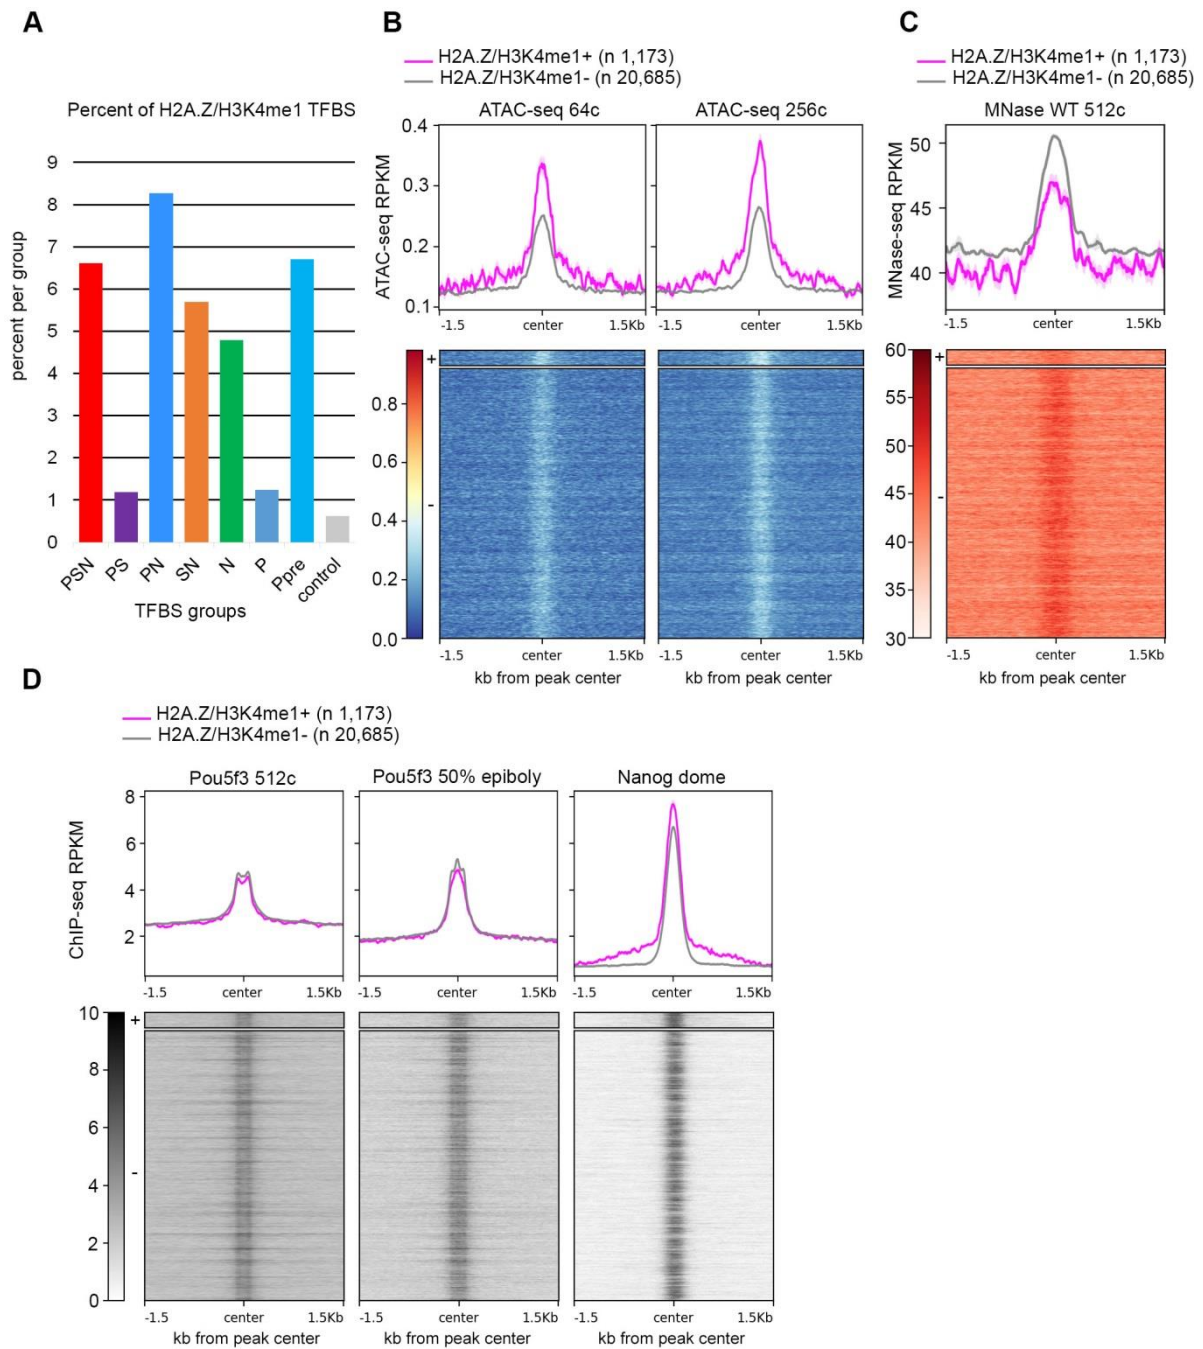 A
Percent of H2A.Z/H3K4me1 TFBS
percent per group
9
8
7
6
5
4
3
2
1
0
PSN
PS
PN
SN
N
P
Ppre
control
TFBS groups
B
H2A.Z/H3K4me1+ (n 1,173)
H2A.Z/H3K4me1- (n 20,685)
ATAC-seq 64c
ATAC-seq 256c
ATAC-seq RPKM
0.4
0.3
0.2
0.1
-1.5 center 1.5Kb
-1.5 center 1.5Kb
+
-
0.8
0.6
0.4
0.2
0.0
-1.5 center 1.5Kb
-1.5 center 1.5Kb
kb from peak center
kb from peak center
C
H2A.Z/H3K4me1+ (n 1,173)
H2A.Z/H3K4me1- (n 20,685)
MNase WT 512c
MNase-seq RPKM
50
45
40
-1.5 center 1.5Kb
60
55
50
45
40
35
30
+
-
-1.5 center 1.5Kb
kb from peak center
D
H2A.Z/H3K4me1+ (n 1,173)
H2A.Z/H3K4me1- (n 20,685)
Pou5f3 512c
Pou5f3 50% epiboly
Nanog dome
ChIP-seq RPKM
8
6
4
2
-1.5 center 1.5Kb
-1.5 center 1.5Kb
-1.5 center 1.5Kb
10
8
6
4
2
0
+
-
-1.5 center 1.5Kb
-1.5 center 1.5Kb
-1.5 center 1.5Kb
kb from peak center
kb from peak center
kb from peak center